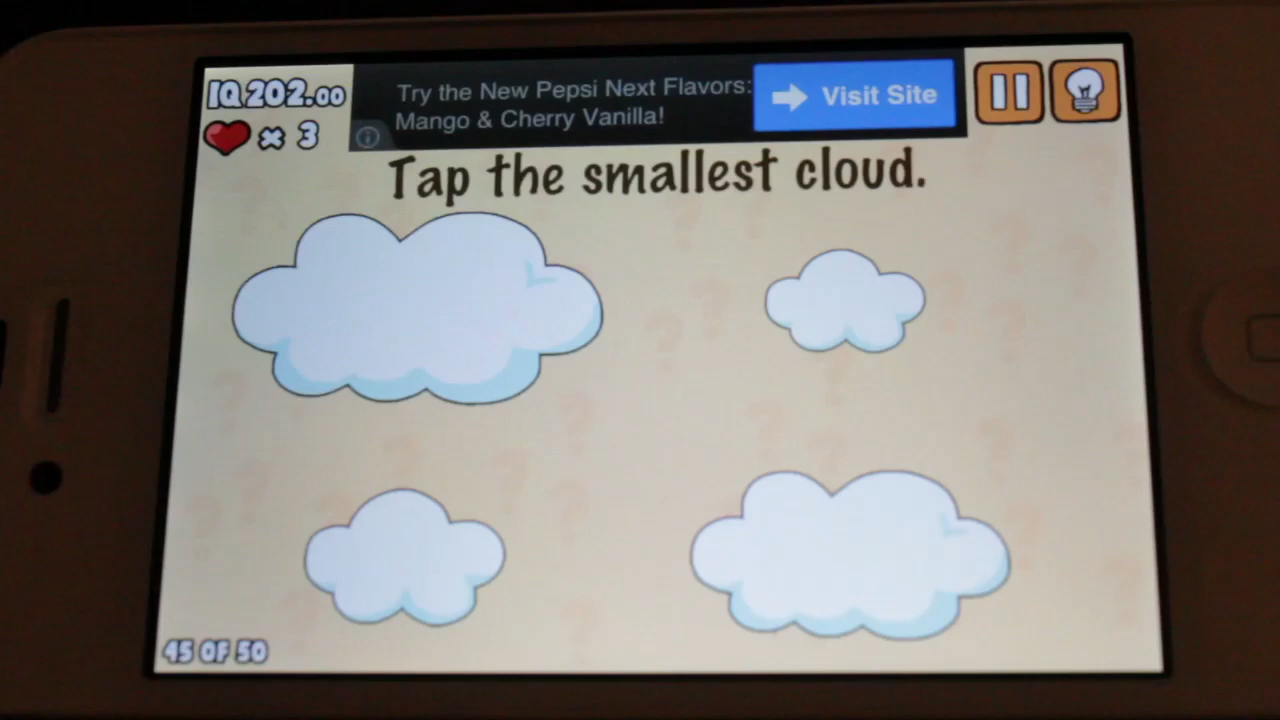 IQ 202.00
× 3
Try the New Pepsi Next Flavors:
Mango & Cherry Vanilla!
Visit Site
Tap the smallest cloud.
45 OF 50